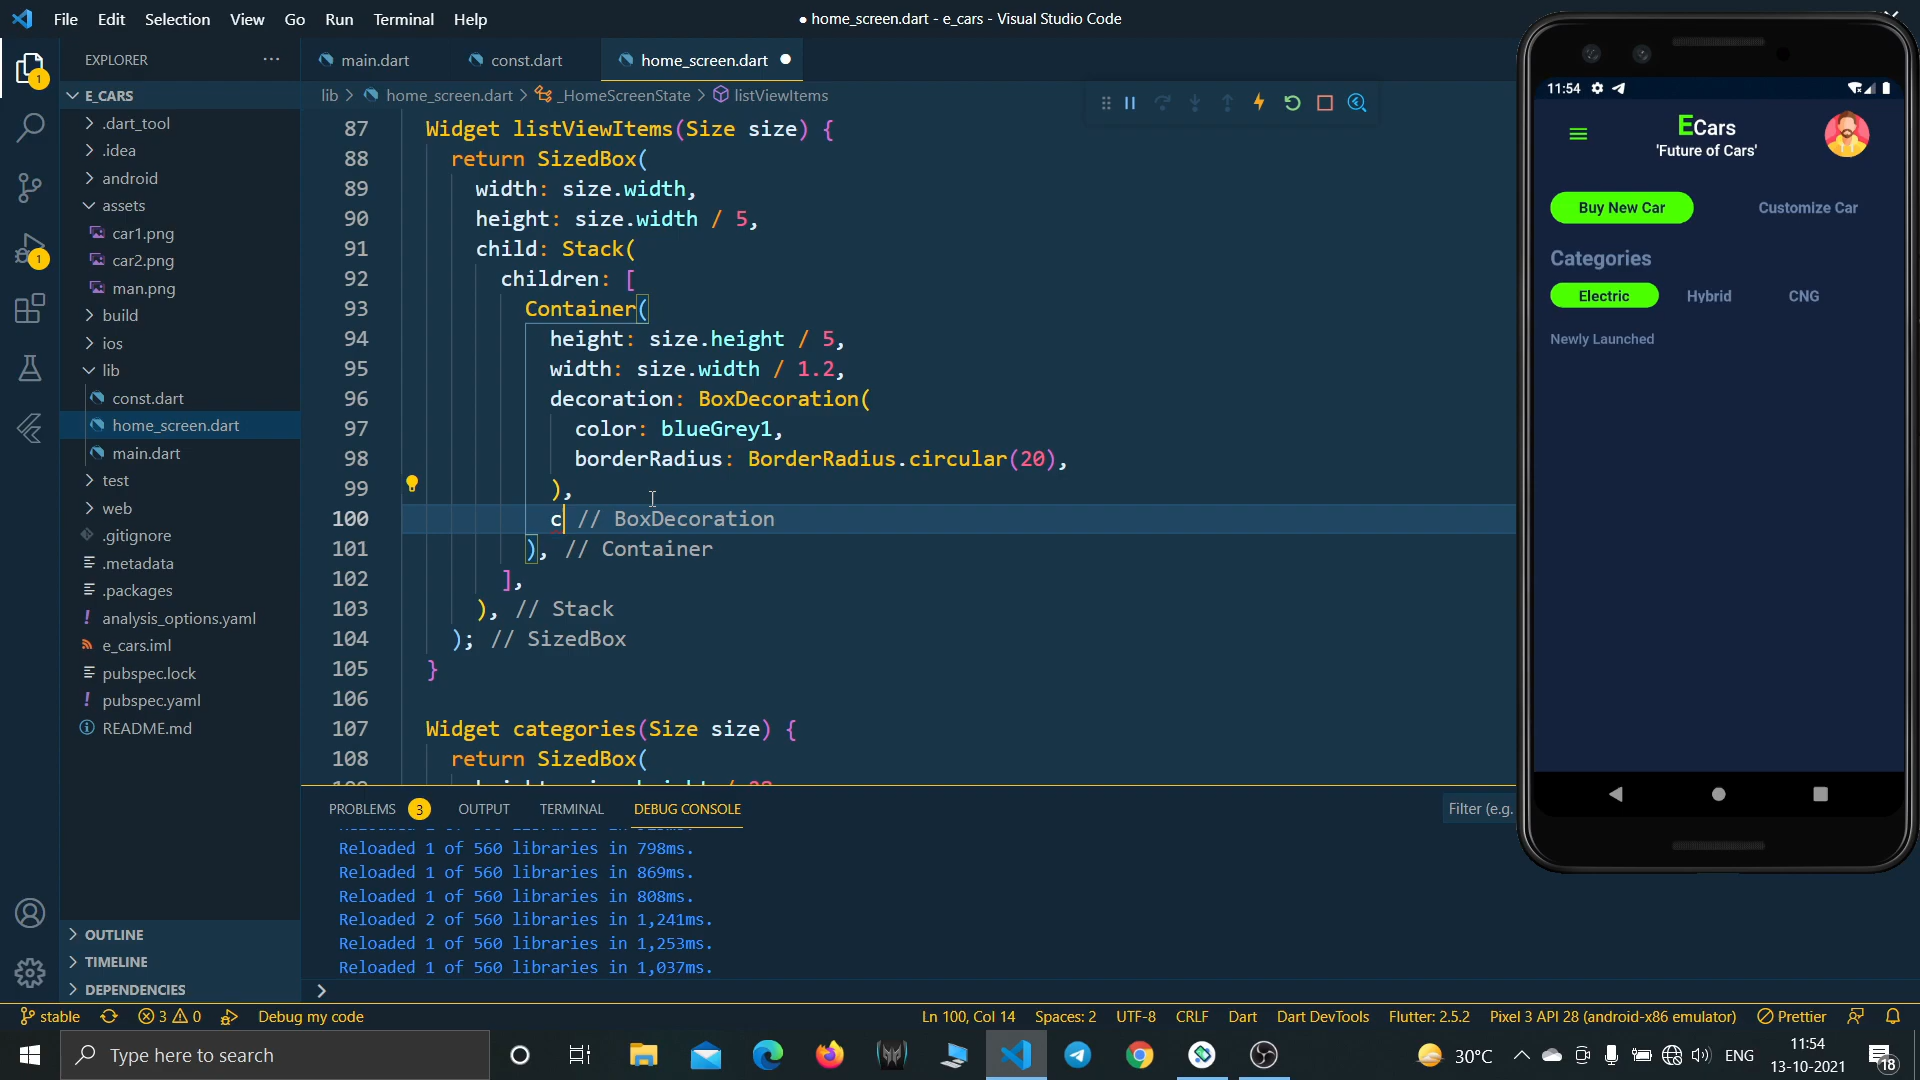 File Edit Selection View Go Run Terminal Help
● home_screen.dart - e_cars - Visual Studio Code
EXPLORER
E_CARS
.dart_tool
.idea
android
assets
car1.png
car2.png
man.png
build
ios
lib
const.dart
home_screen.dart
main.dart
test
web
.gitignore
.metadata
.packages
analysis_options.yaml
e_cars.iml
pubspec.lock
pubspec.yaml
README.md
OUTLINE
TIMELINE
DEPENDENCIES
1
1
main.dart const.dart home_screen.dart
lib > home_screen.dart > _HomeScreenState > listViewItems
87 Widget listViewItems(Size size) {
88 return SizedBox(
89 width: size.width,
90 height: size.width / 5,
91 child: Stack(
92 children: [
93 Container(
94 height: size.height / 5,
95 width: size.width / 1.2,
96 decoration: BoxDecoration(
97 color: blueGrey1,
98 borderRadius: BorderRadius.circular(20),
99 ),
100 c // BoxDecoration
101 ), // Container
102 ],
103 ), // Stack
104 ); // SizedBox
105 }
106
107 Widget categories(Size size) {
108 return SizedBox(
PROBLEMS 3 OUTPUT TERMINAL DEBUG CONSOLE
Filter (e.g.
Reloaded 1 of 560 libraries in 798ms.
Reloaded 1 of 560 libraries in 869ms.
Reloaded 1 of 560 libraries in 808ms.
Reloaded 2 of 560 libraries in 1,241ms.
Reloaded 1 of 560 libraries in 1,253ms.
Reloaded 1 of 560 libraries in 1,037ms.
11:54
ECars
'Future of Cars'
Buy New Car Customize Car
Categories
Electric Hybrid CNG
Newly Launched
stable 3 0 Debug my code Ln 100, Col 14 Spaces: 2 UTF-8 CRLF Dart Dart DevTools Flutter: 2.5.2 Pixel 3 API 28 (android-x86 emulator) Prettier
Type here to search
30°C
ENG
11:54
13-10-2021
18